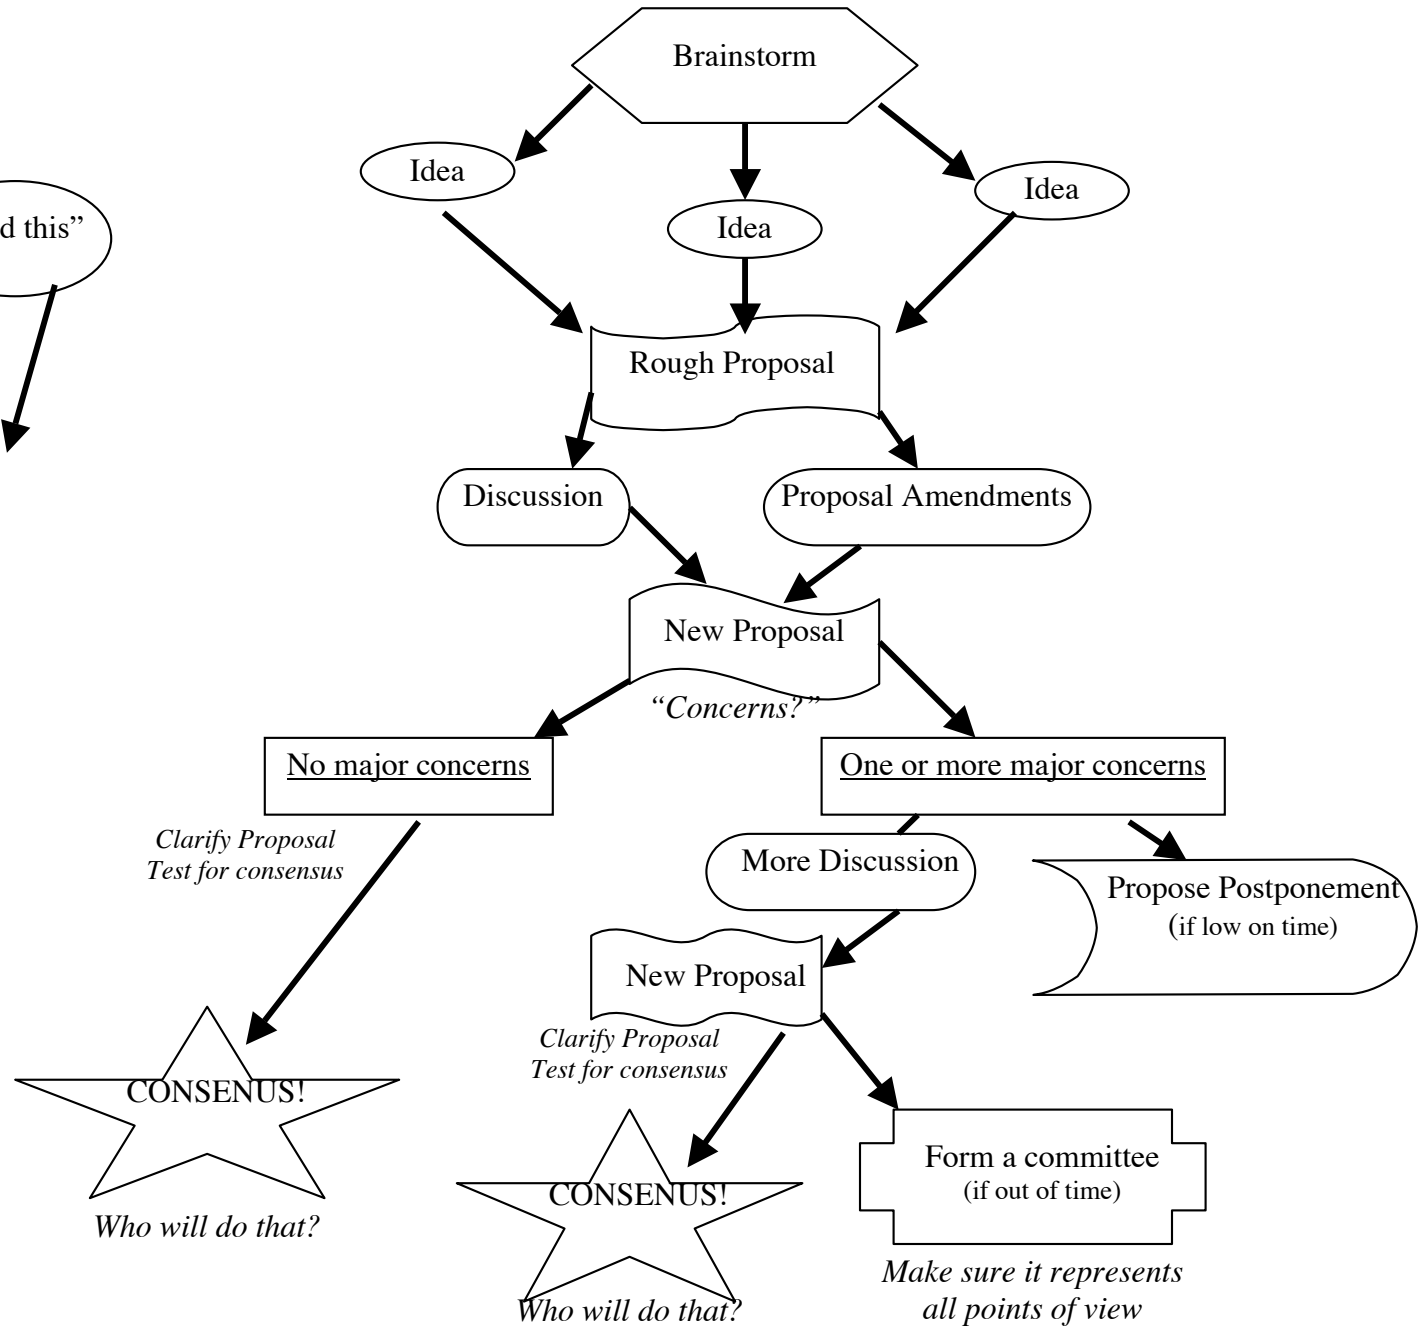 Brainstorm
Idea
Idea
Idea
d this”
Rough Proposal
Discussion
Proposal Amendments
New Proposal
“Concerns?”
No major concerns
One or more major concerns
Clarify Proposal
Test for consensus
More Discussion
Propose Postponement
(if low on time)
New Proposal
Clarify Proposal
Test for consensus
CONSENUS!
Who will do that?
CONSENUS!
Who will do that?
Form a committee
(if out of time)
Make sure it represents
all points of view